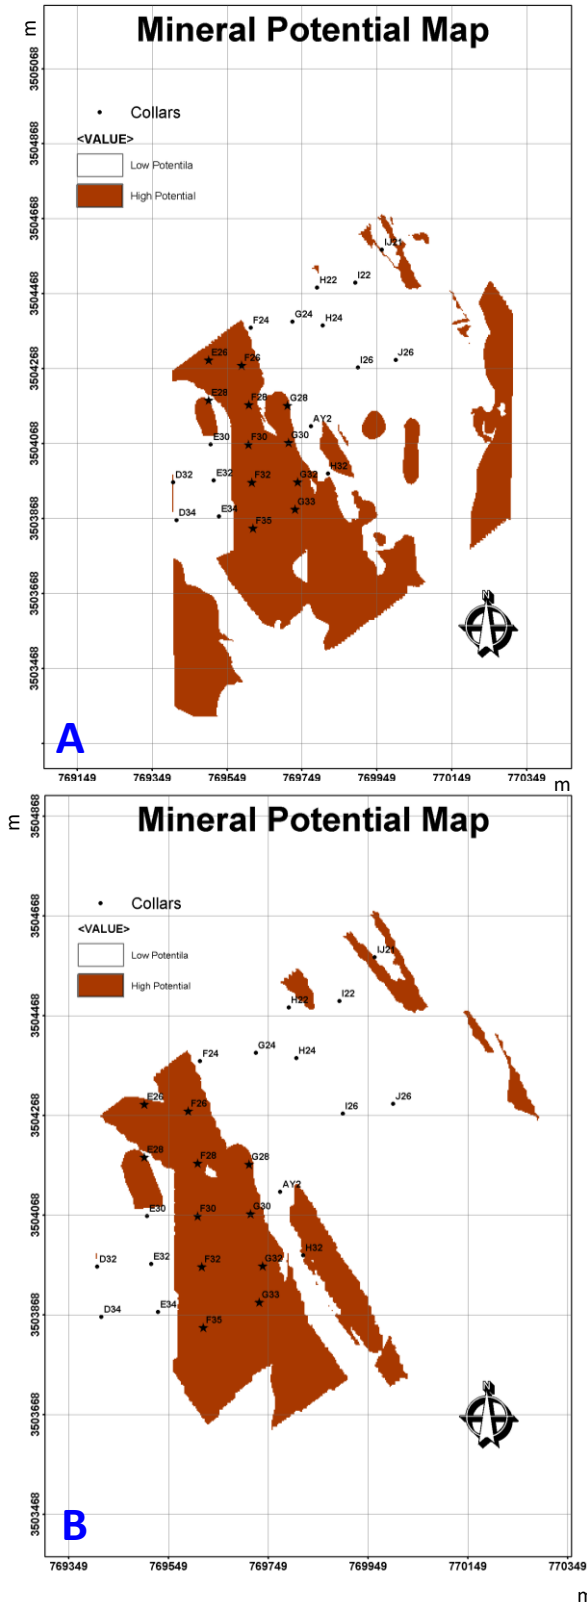 Mineral Potential Map
m
3505068
Collars
<VALUE>
3504868
Low Potentila
High Potential
3504668
IJ21
H22
I22
3504468
F24
G24
H24
E26
F26
I26
J26
3504268
E28
F28
G28
AY2
E30
F30
G30
3504068
D32
E32
F32
G32
H32
D34
E34
F35
G33
3503868
3503668
N
3503468
A
769149
769349
769549
769749
769949
770149
770349
m
Mineral Potential Map
m
3504868
Collars
<VALUE>
Low Potentila
High Potential
3504668
IJ21
H22
I22
3504468
F24
G24
H24
E26
F26
I26
J26
3504268
E28
F28
G28
AY2
E30
F30
G30
3504068
D32
E32
F32
G32
H32
D34
E34
F35
G33
3503868
3503668
N
3503468
B
769349
769549
769749
769949
770149
770349
m